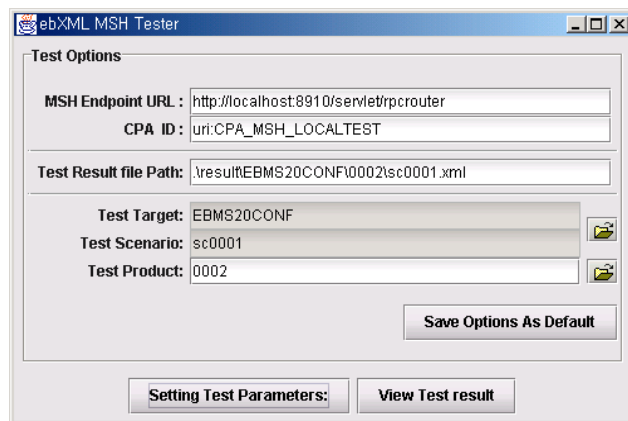 ebXML MSH Tester
Test Options
MSH Endpoint URL : http://localhost:8910/servlet/rpcrouter
CPA ID : uri:CPA_MSH_LOCALTEST
Test Result file Path: .\result\EBMS20CONF\0002\sc0001.xml
Test Target: EBMS20CONF
Test Scenario: sc0001
Test Product: 0002
Save Options As Default
Setting Test Parameters: View Test result